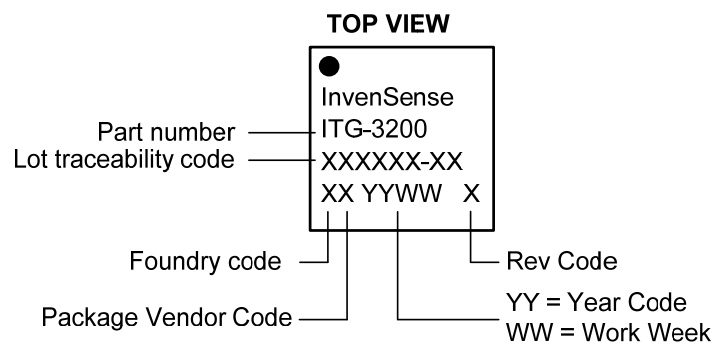 TOP VIEW
InvenSense
Part number
ITG-3200
Lot traceability code
XXXXXX-XX
XX YYWW X
Foundry code
Rev Code
Package Vendor Code
YY = Year Code
WW = Work Week